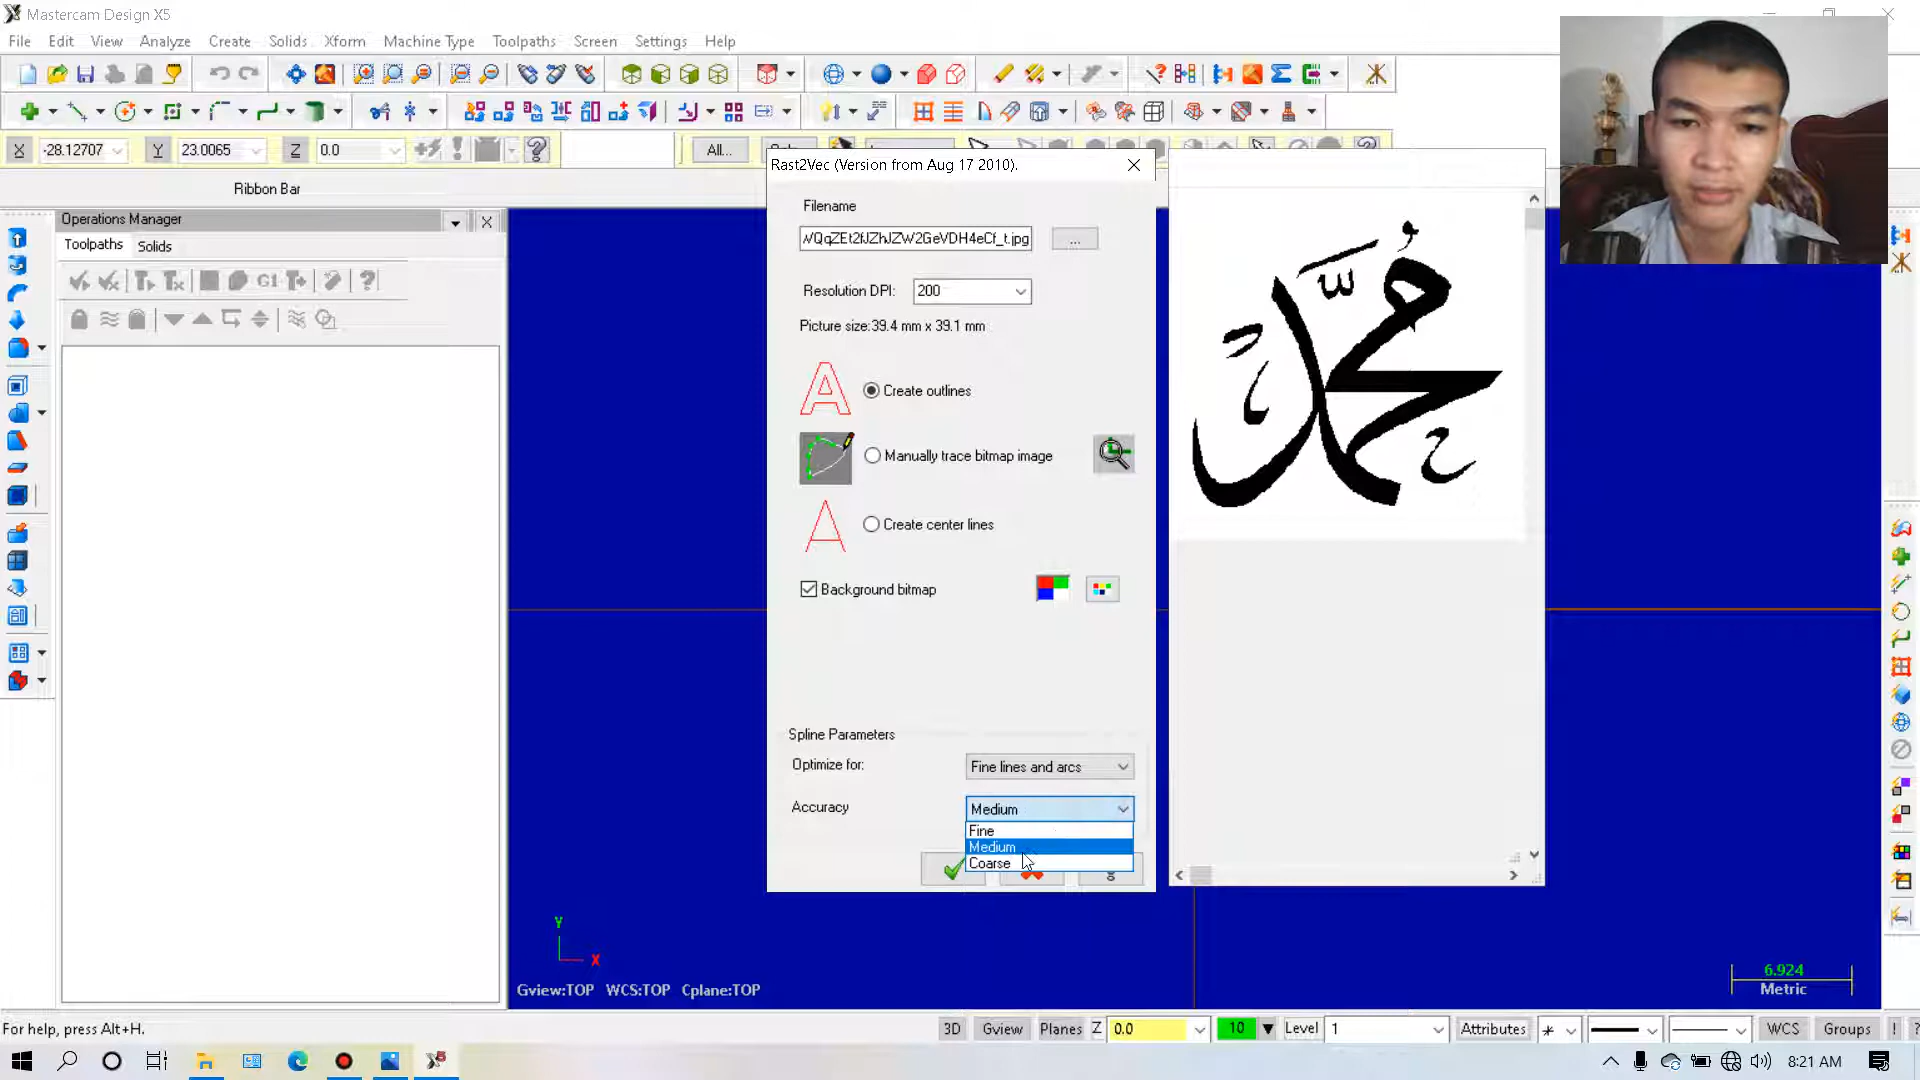 Mastercam Design X5
File Edit View Analyze Create Solids Xform Machine Type Toolpaths Screen Settings Help
X -28.12707 Y 23.0065 Z 0.0
All...
Ribbon Bar
Operations Manager
Toolpaths Solids
G1
Rast2Vec (Version from Aug 17 2010).
Filename
VQqZEt2fJZhJZW2GeVDH4eCf_t.jpg
...
Resolution DPI: 200
Picture size:39.4 mm x 39.1 mm
Create outlines
Manually trace bitmap image
Create center lines
Background bitmap
Spline Parameters
Optimize for: Fine lines and arcs
Accuracy Medium
Fine
Medium
Coarse
محمد
Y
X
Gview:TOP WCS:TOP Cplane:TOP
6.924
Metric
For help, press Alt+H.
3D Gview Planes Z 0.0 10 Level 1 Attributes WCS Groups ! ?
8:21 AM